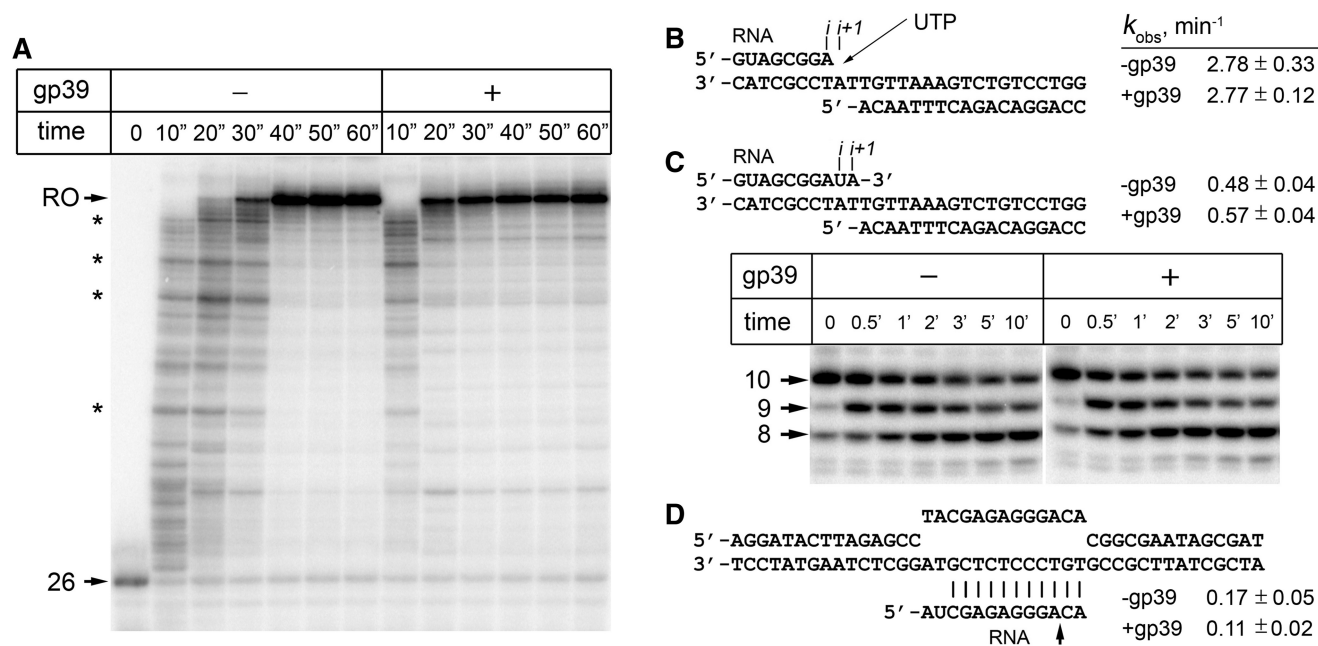 A
gp39 − +
time 0 10” 20” 30” 40” 50” 60” 10” 20” 30” 40” 50” 60”
RO
*
*
*
*
26
B
RNA
i i+1
UTP
5′-GUAGCGGA
3′-CATCGCCTATTGTTAAAGTCTGTCCTGG
5′-ACAATTTCAGACAGGACC
kobs, min-1
-gp39 2.78 ± 0.33
+gp39 2.77 ± 0.12
C
RNA
i i+1
5′-GUAGCGGAUA-3′
3′-CATCGCCTATTGTTAAAGTCTGTCCTGG
5′-ACAATTTCAGACAGGACC
-gp39 0.48 ± 0.04
+gp39 0.57 ± 0.04
gp39 − +
time 0 0.5’ 1’ 2’ 3’ 5’ 10’ 0 0.5’ 1’ 2’ 3’ 5’ 10’
10
9
8
D
TACGAGAGGGACA
5′-AGGATACTTAGAGCC CGGCGAATAGCGAT
3′-TCCTATGAATCTCGGATGCTCTCCCTGTGCCGCTTATCGCTA
5′-AUCGAGAGGGACA
RNA
-gp39 0.17 ± 0.05
+gp39 0.11 ± 0.02